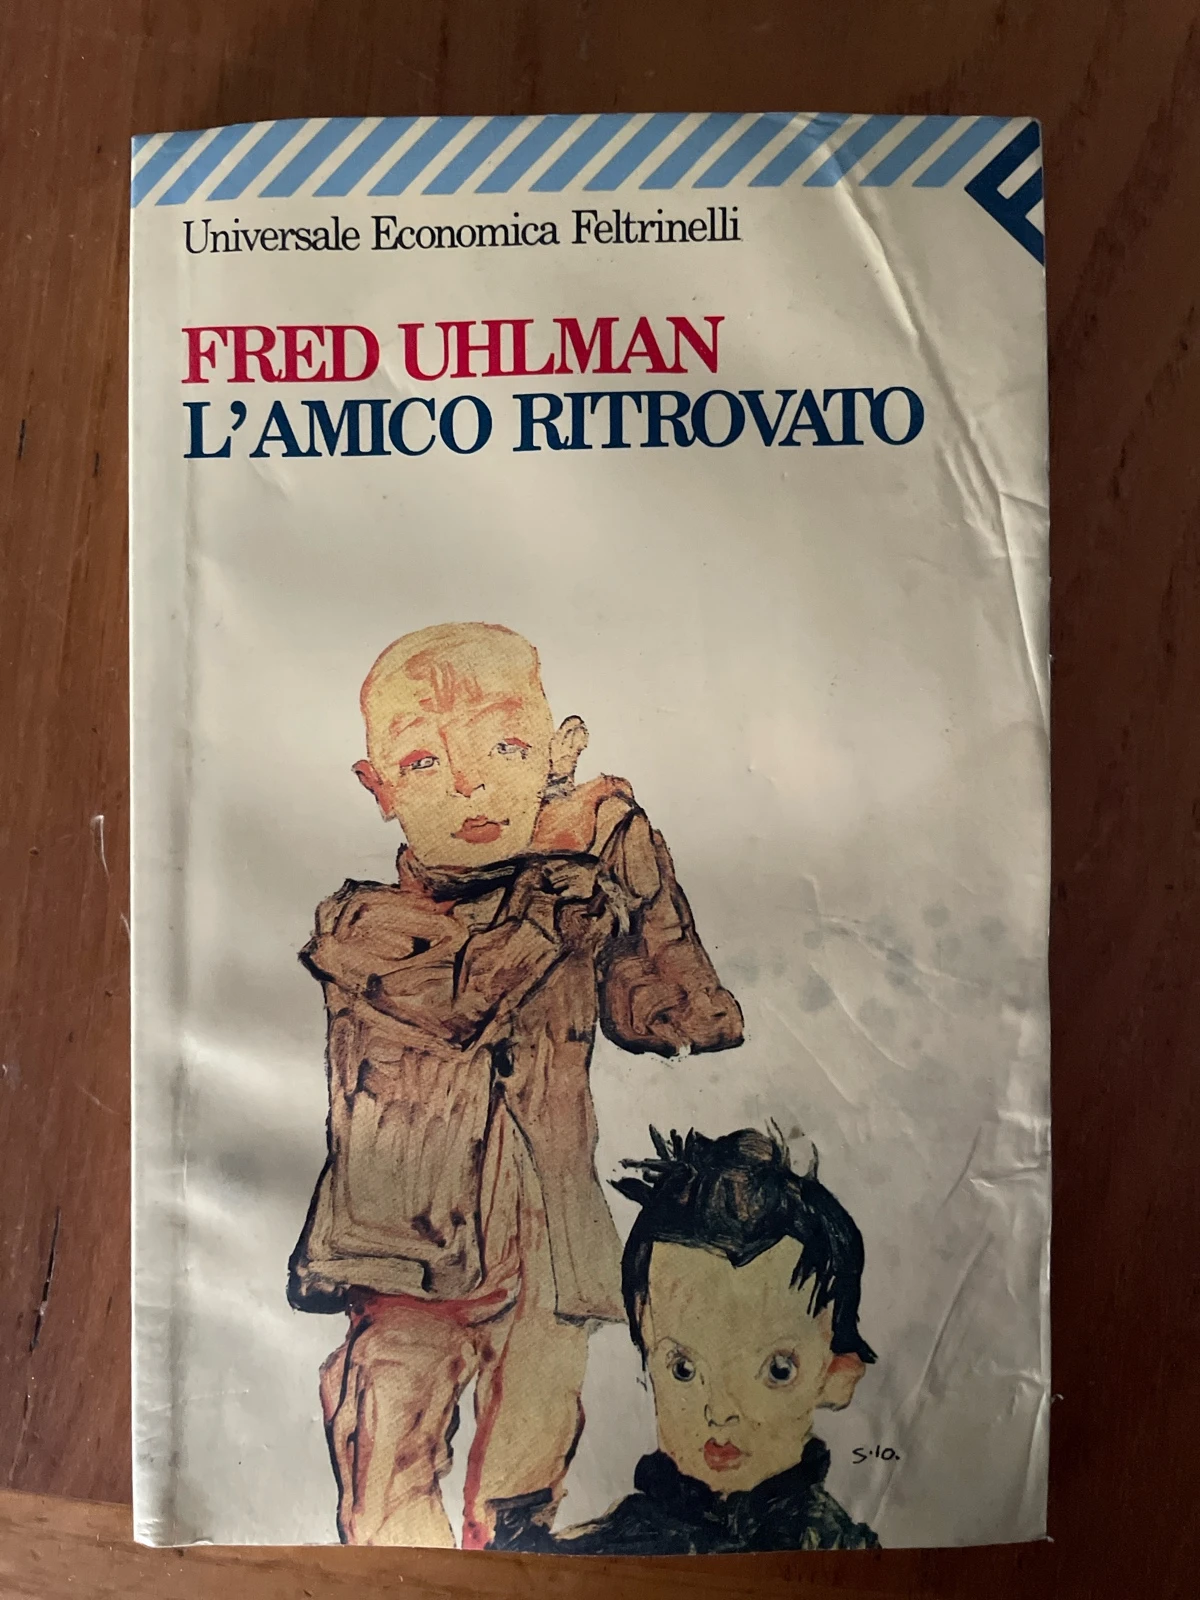 Universale Economica Feltrinelli
FRED UHLMAN
L'AMICO RITROVATO
S.10.